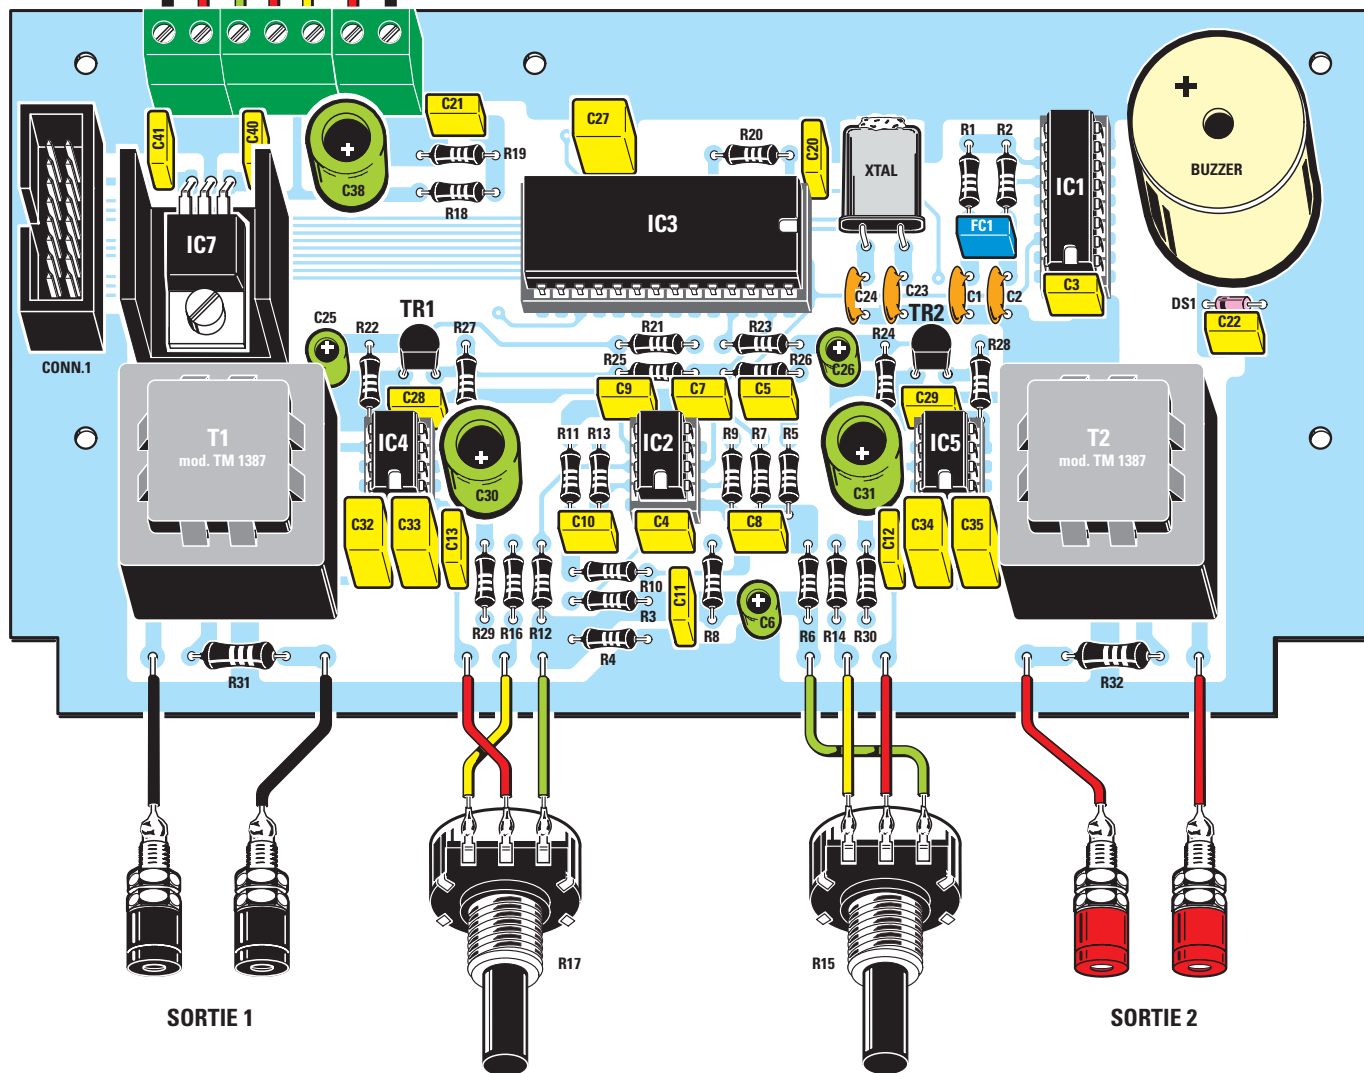 C41
C40
C38
C21
R19
R18
C27
R20
C20
XTAL
R1
R2
IC1
FC1
BUZZER
IC7
IC3
C24
C23
C1
C2
C3
DS1
C22
CONN.1
C25
R22
TR1
R27
R21
R23
R25
R26
C26
R24
TR2
R28
C28
C9
C7
C5
C29
T1
mod. TM 1387
IC4
C30
R11
R13
IC2
R9
R7
R5
C31
IC5
T2
mod. TM 1387
C32
C33
C13
C10
C4
C8
C12
C34
C35
R29
R16
R12
R10
R3
R4
C11
R8
C6
R6
R14
R30
R31
R32
R17
R15
SORTIE 1
SORTIE 2